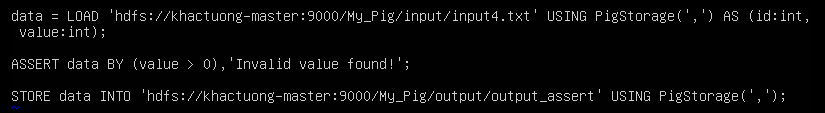 data = LOAD 'hdfs://khactuong-master:9000/My_Pig/input/input4.txt' USING PigStorage(',') AS (id:int,
 value:int);
ASSERT data BY (value > 0),'Invalid value found!';
STORE data INTO 'hdfs://khactuong-master:9000/My_Pig/output/output_assert' USING PigStorage(',');
~